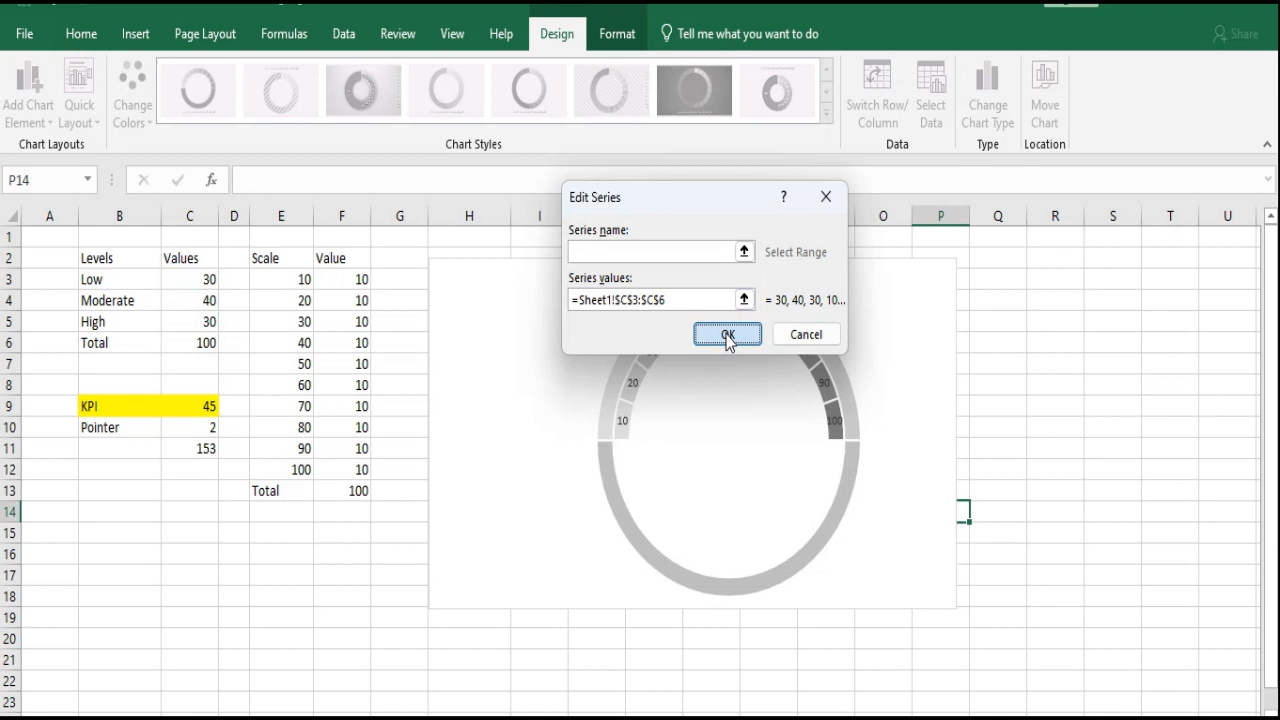 File Home Insert Page Layout Formulas Data Review View Help Design Format Tell me what you want to do Share
Add Chart Element Quick Layout Change Colors Switch Row/ Column Select Data Change Chart Type Move Chart
Chart Layouts Chart Styles Data Type Location
P14 fx
A B C D E F G H I O P Q R S T U
1
2 Levels Values Scale Value
3 Low 30 10 10
4 Moderate 40 20 10
5 High 30 30 10
6 Total 100 40 10
7 50 10
8 60 10
9 KPI 45 70 10
10 Pointer 2 80 10
11 153 90 10
12 100 10
13 Total 100
14
15
16
17
18
19
20
21
22
23
Edit Series ?
Series name:
Select Range
Series values:
=Sheet1!$C$3:$C$6 = 30, 40, 30, 10...
OK Cancel
20 90
10 100